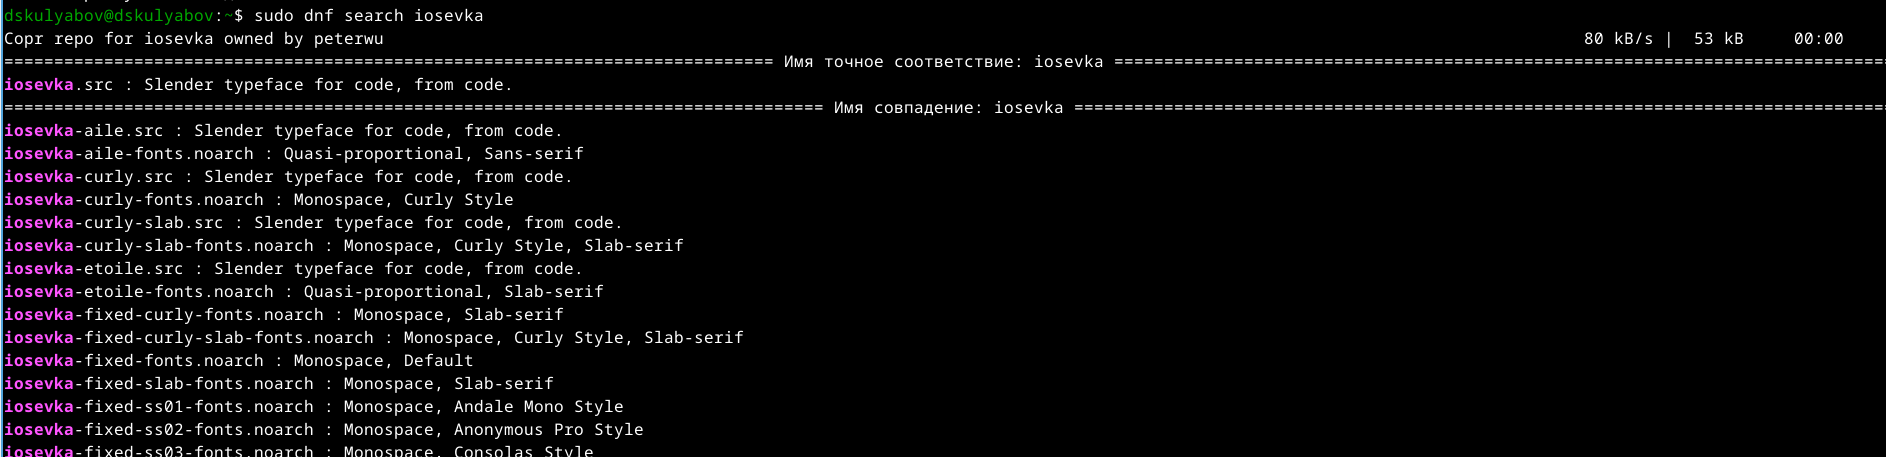 dskulyabov@dskulyabov:~$ sudo dnf search iosevka
Copr repo for iosevka owned by peterwu 80 kB/s | 53 kB 00:00
============================================================================= Имя точное соответствие: iosevka =============================================================================
iosevka.src : Slender typeface for code, from code.
================================================================================== Имя совпадение: iosevka =================================================================================
iosevka-aile.src : Slender typeface for code, from code.
iosevka-aile-fonts.noarch : Quasi-proportional, Sans-serif
iosevka-curly.src : Slender typeface for code, from code.
iosevka-curly-fonts.noarch : Monospace, Curly Style
iosevka-curly-slab.src : Slender typeface for code, from code.
iosevka-curly-slab-fonts.noarch : Monospace, Curly Style, Slab-serif
iosevka-etoile.src : Slender typeface for code, from code.
iosevka-etoile-fonts.noarch : Quasi-proportional, Slab-serif
iosevka-fixed-curly-fonts.noarch : Monospace, Slab-serif
iosevka-fixed-curly-slab-fonts.noarch : Monospace, Curly Style, Slab-serif
iosevka-fixed-fonts.noarch : Monospace, Default
iosevka-fixed-slab-fonts.noarch : Monospace, Slab-serif
iosevka-fixed-ss01-fonts.noarch : Monospace, Andale Mono Style
iosevka-fixed-ss02-fonts.noarch : Monospace, Anonymous Pro Style
iosevka-fixed-ss03-fonts.noarch : Monospace, Consolas Style